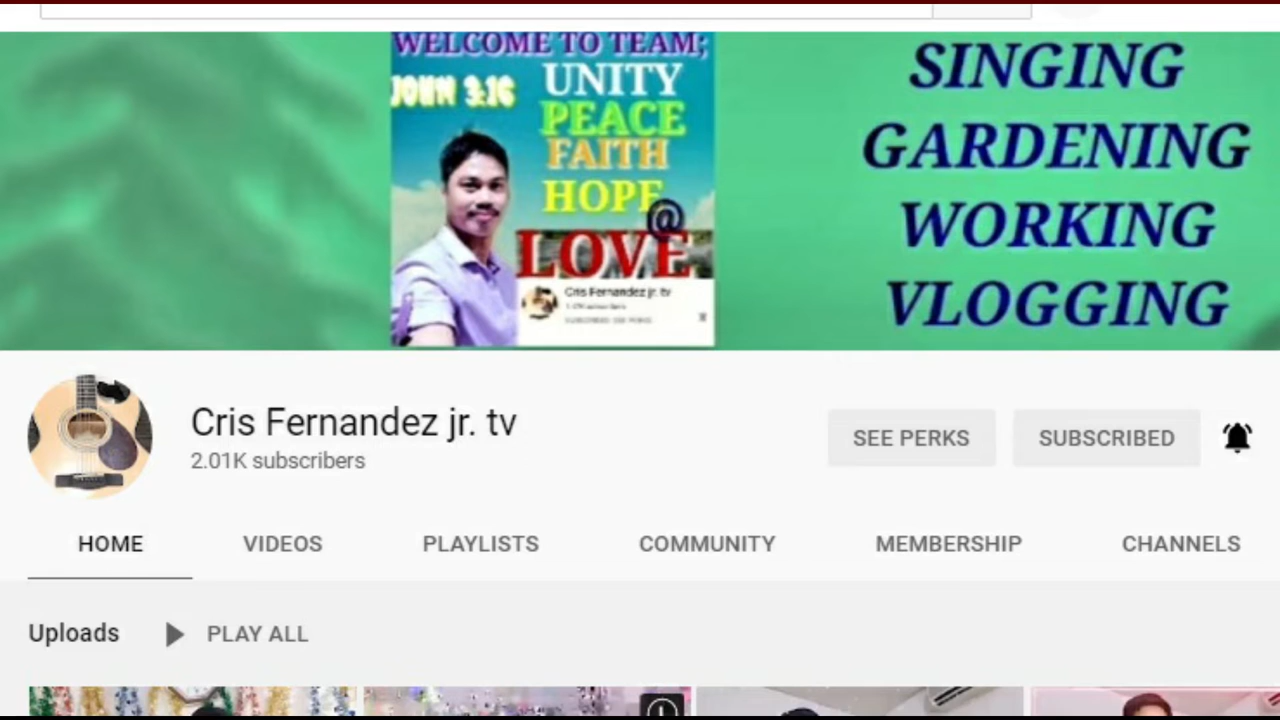 WELCOME TO TEAM;
JOHN 3:16
UNITY
PEACE
FAITH
HOPE
@
LOVE
Cris Fernandez jr. tv
SINGING
GARDENING
WORKING
VLOGGING
Cris Fernandez jr. tv
2.01K subscribers
SEE PERKS
SUBSCRIBED
HOME VIDEOS PLAYLISTS COMMUNITY MEMBERSHIP CHANNELS
Uploads PLAY ALL